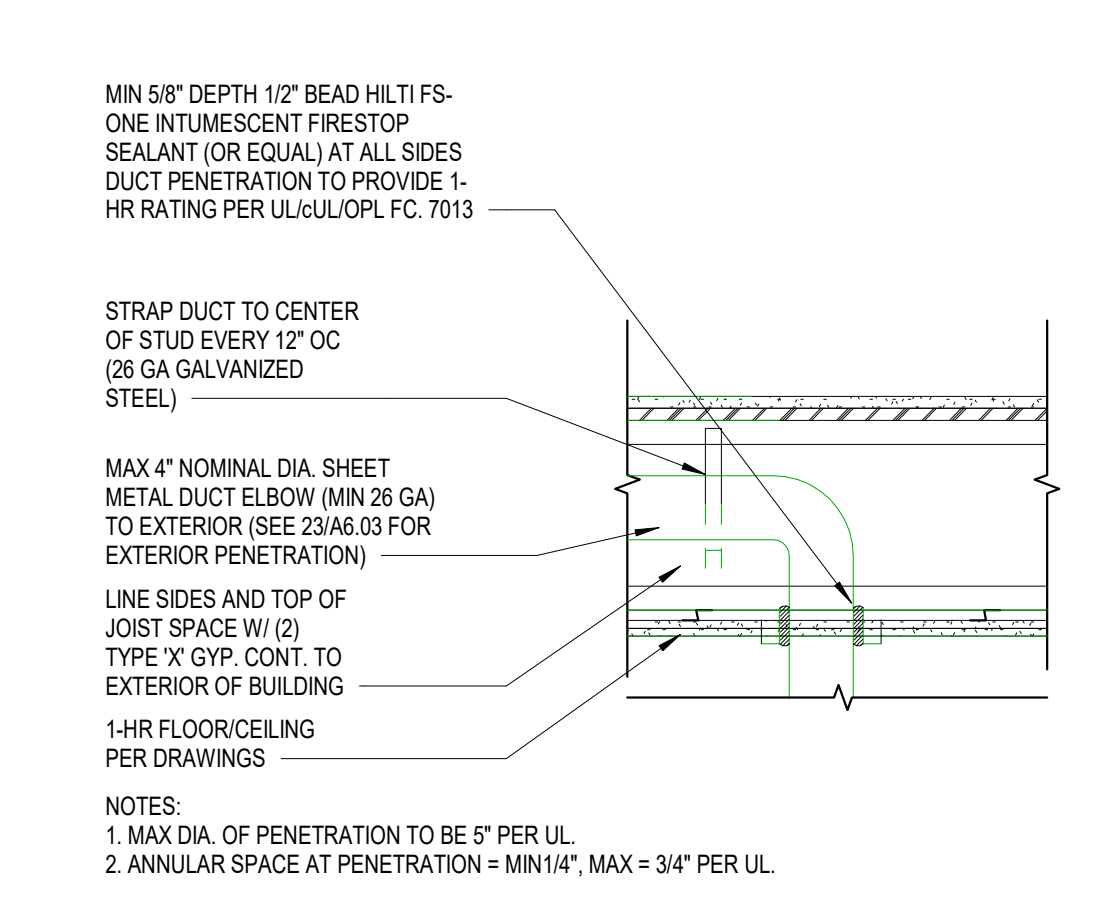 MIN 5/8" DEPTH 1/2" BEAD HILTI FS-
ONE INTUMESCENT FIRESTOP
SEALANT (OR EQUAL) AT ALL SIDES
DUCT PENETRATION TO PROVIDE 1-
HR RATING PER UL/cUL/OPL FC. 7013
STRAP DUCT TO CENTER
OF STUD EVERY 12" OC
(26 GA GALVANIZED
STEEL)
MAX 4" NOMINAL DIA. SHEET
METAL DUCT ELBOW (MIN 26 GA)
TO EXTERIOR (SEE 23/A6.03 FOR
EXTERIOR PENETRATION)
LINE SIDES AND TOP OF
JOIST SPACE W/ (2)
TYPE 'X' GYP. CONT. TO
EXTERIOR OF BUILDING
1-HR FLOOR/CEILING
PER DRAWINGS
NOTES:
1. MAX DIA. OF PENETRATION TO BE 5" PER UL.
2. ANNULAR SPACE AT PENETRATION = MIN1/4", MAX = 3/4" PER UL.